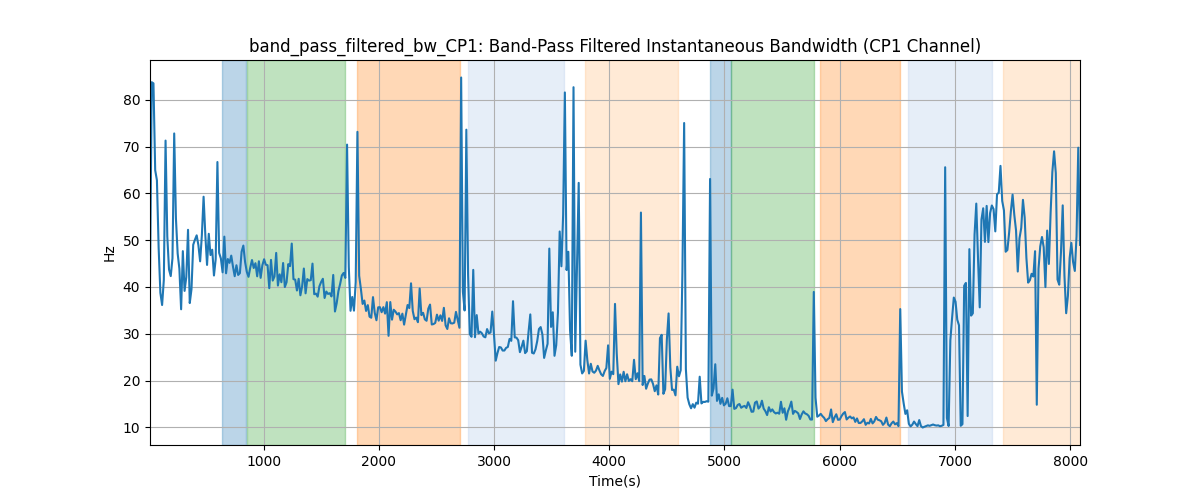 band_pass_filtered_bw_CP1: Band-Pass Filtered Instantaneous Bandwidth (CP1 Channel)
80
70
60
50
40
30
20
10
Hz
1000 2000 3000 4000 5000 6000 7000 8000
Time(s)